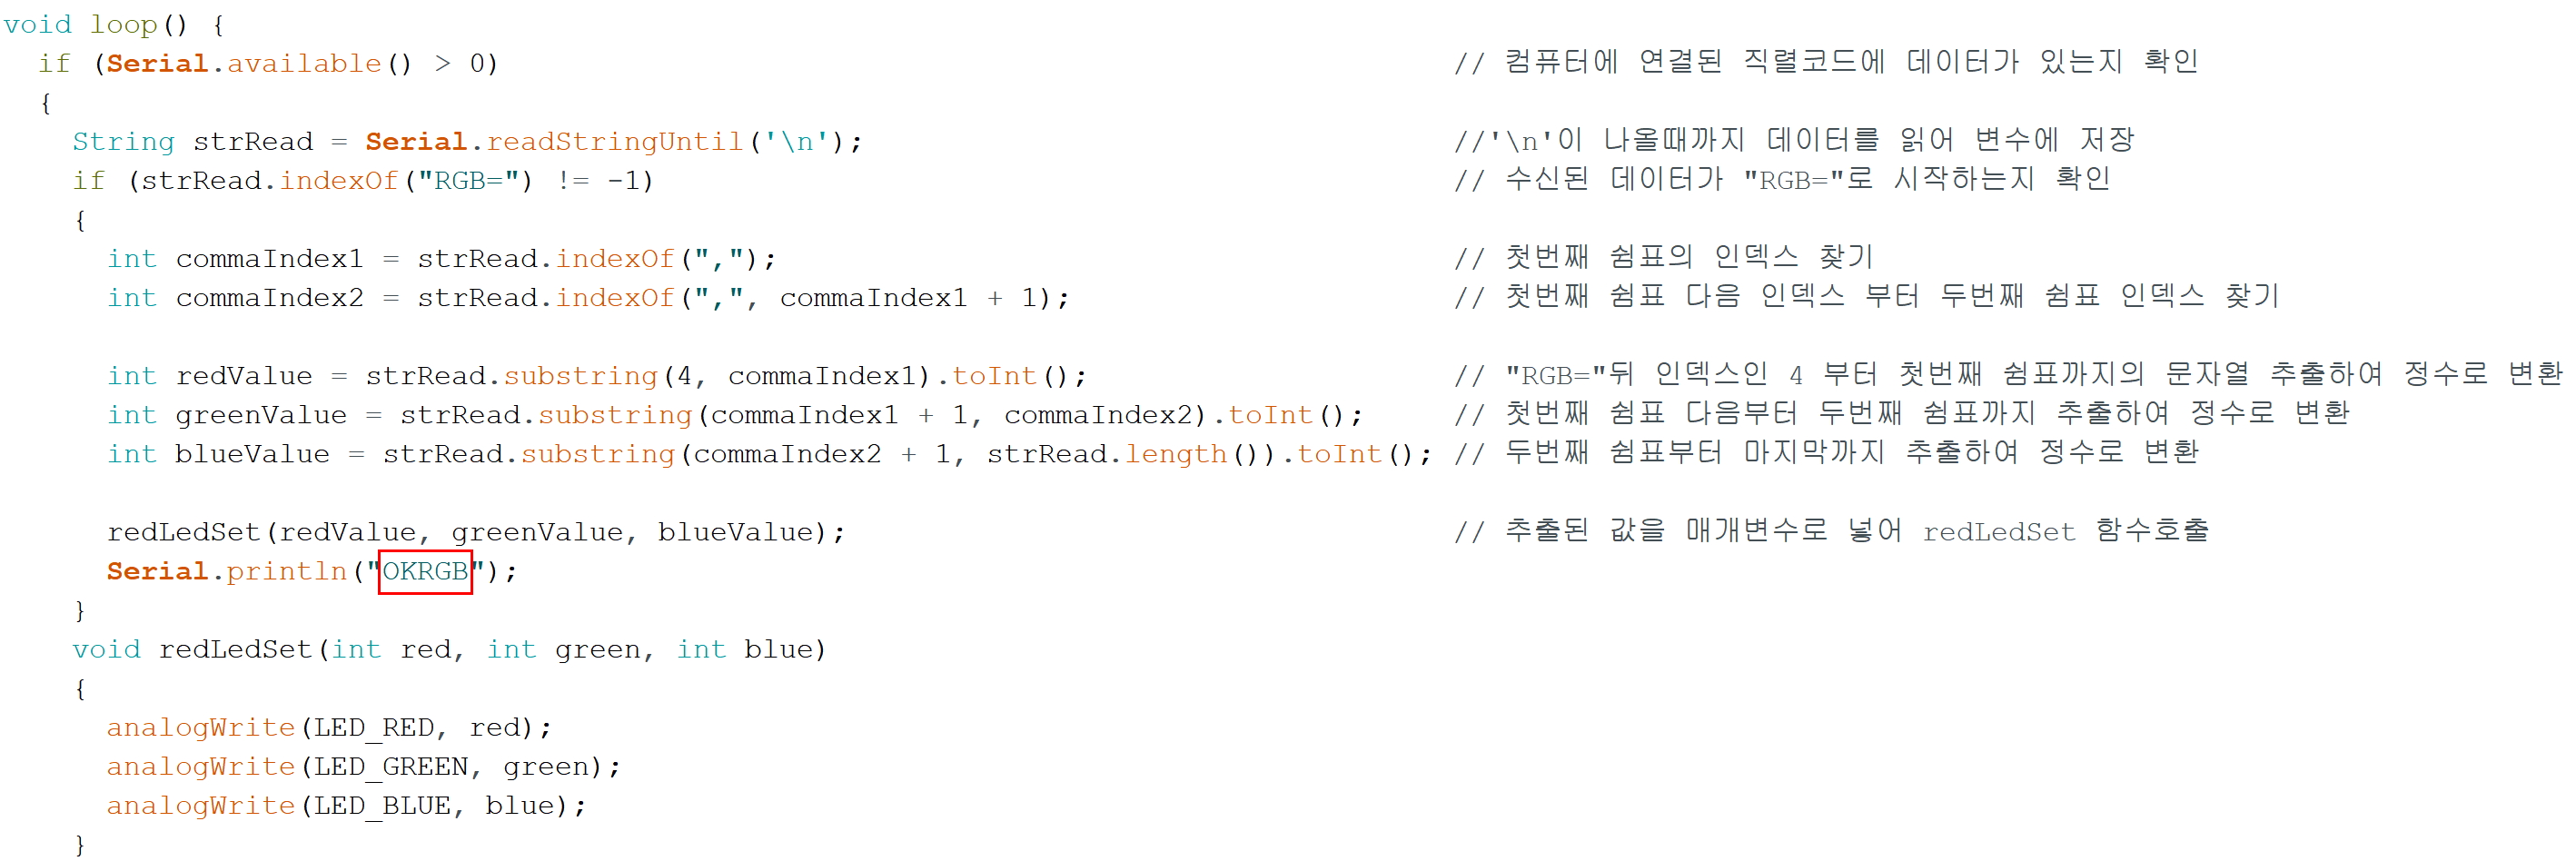 void loop() {
if (Serial.available() > 0) // 컴퓨터에 연결된 직렬코드에 데이터가 있는지 확인
{
String strRead = Serial.readStringUntil('\n'); //'\n'이 나올때까지 데이터를 읽어 변수에 저장
if (strRead.indexOf("RGB=") != -1) // 수신된 데이터가 "RGB="로 시작하는지 확인
{
int commaIndex1 = strRead.indexOf(","); // 첫번째 쉼표의 인덱스 찾기
int commaIndex2 = strRead.indexOf(",", commaIndex1 + 1); // 첫번째 쉼표 다음 인덱스 부터 두번째 쉼표 인덱스 찾기
int redValue = strRead.substring(4, commaIndex1).toInt(); // "RGB="뒤 인덱스인 4 부터 첫번째 쉼표까지의 문자열 추출하여 정수로 변환
int greenValue = strRead.substring(commaIndex1 + 1, commaIndex2).toInt(); // 첫번째 쉼표 다음부터 두번째 쉼표까지 추출하여 정수로 변환
int blueValue = strRead.substring(commaIndex2 + 1, strRead.length()).toInt(); // 두번째 쉼표부터 마지막까지 추출하여 정수로 변환
redLedSet(redValue, greenValue, blueValue); // 추출된 값을 매개변수로 넣어 redLedSet 함수호출
Serial.println("OKRGB");
}
void redLedSet(int red, int green, int blue)
{
analogWrite(LED_RED, red);
analogWrite(LED_GREEN, green);
analogWrite(LED_BLUE, blue);
}